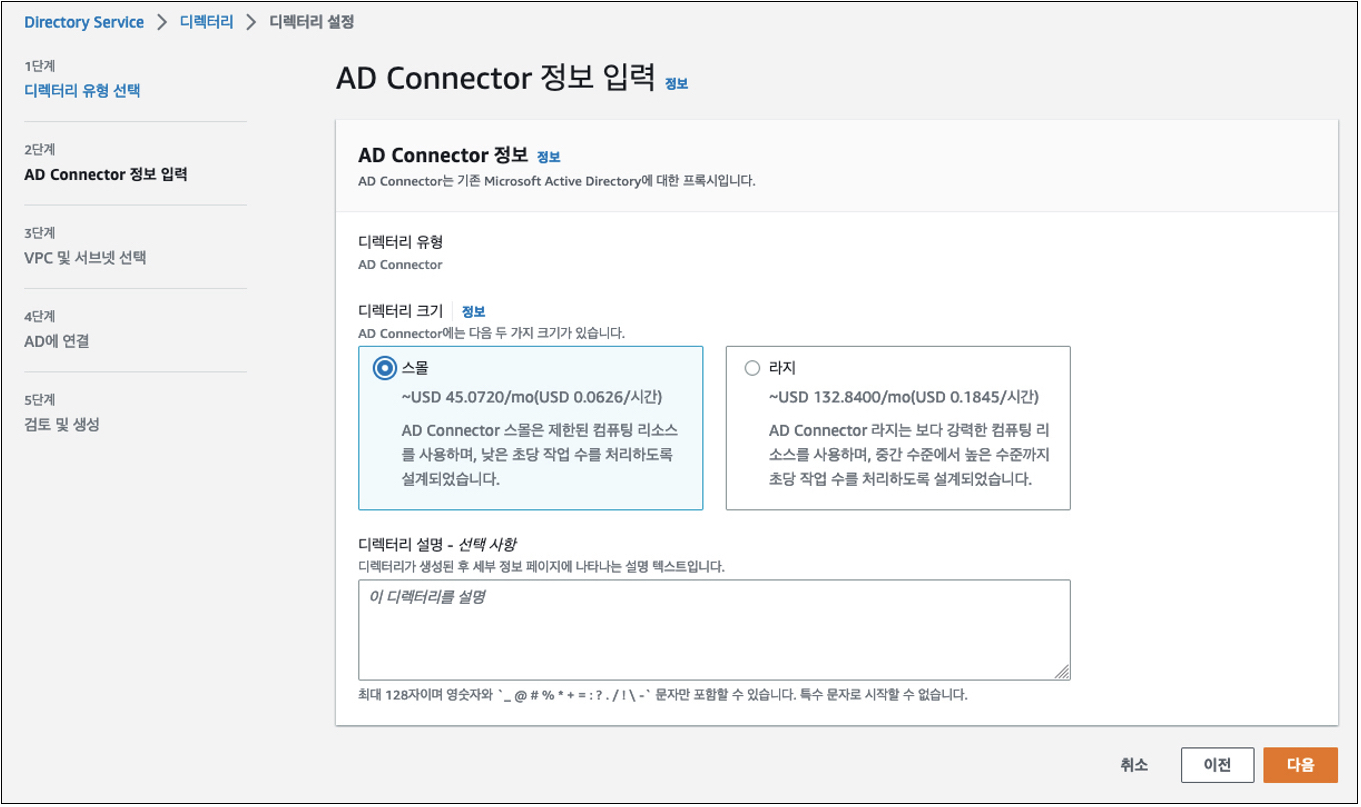 Directory Service > 디렉터리 > 디렉터리 설정
1단계
디렉터리 유형 선택
2단계
AD Connector 정보 입력
3단계
VPC 및 서브넷 선택
4단계
AD에 연결
5단계
검토 및 생성
AD Connector 정보 입력 정보
AD Connector 정보 정보
AD Connector는 기존 Microsoft Active Directory에 대한 프록시입니다.
디렉터리 유형
AD Connector
디렉터리 크기 정보
AD Connector에는 다음 두 가지 크기가 있습니다.
스몰
~USD 45.0720/mo(USD 0.0626/시간)
AD Connector 스몰은 제한된 컴퓨팅 리소스
를 사용하며, 낮은 초당 작업 수를 처리하도록
설계되었습니다.
라지
~USD 132.8400/mo(USD 0.1845/시간)
AD Connector 라지는 보다 강력한 컴퓨팅 리
소스를 사용하며, 중간 수준에서 높은 수준까지
초당 작업 수를 처리하도록 설계되었습니다.
디렉터리 설명 - 선택 사항
디렉터리가 생성된 후 세부 정보 페이지에 나타나는 설명 텍스트입니다.
이 디렉터리를 설명
최대 128자이며 영숫자와 `_ @ # % * + = : ? . / ! \ -` 문자만 포함할 수 있습니다. 특수 문자로 시작할 수 없습니다.
취소
이전
다음